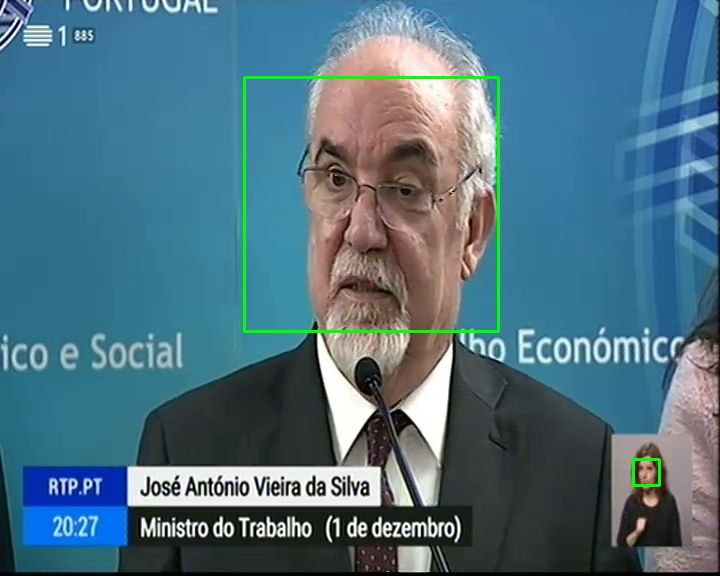 PORTUGAL
1 885
ico e Social
lho Económico
RTP.PT
José António Vieira da Silva
20:27
Ministro do Trabalho (1 de dezembro)